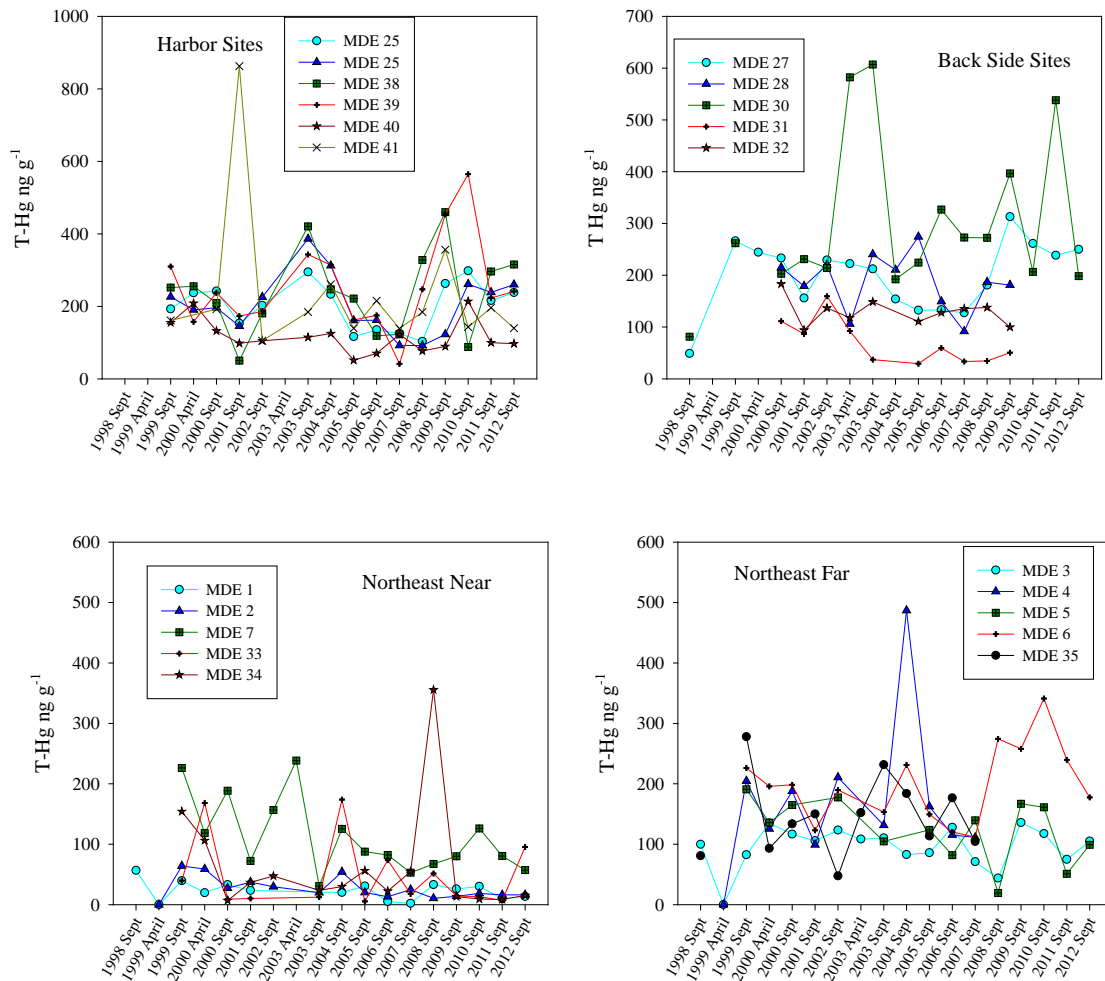 Harbor Sites
MDE 25
MDE 25
MDE 38
MDE 39
MDE 40
MDE 41
T-Hg ng g-1
1000
800
600
400
200
0
1998 Sept
1999 April
1999 Sept
2000 April
2000 Sept
2001 Sept
2002 Sept
2003 April
2003 Sept
2004 Sept
2005 Sept
2006 Sept
2007 Sept
2008 Sept
2009 Sept
2010 Sept
2011 Sept
2012 Sept
Back Side Sites
MDE 27
MDE 28
MDE 30
MDE 31
MDE 32
T Hg ng g-1
700
600
500
400
300
200
100
0
1998 Sept
1999 April
1999 Sept
2000 April
2000 Sept
2001 Sept
2002 Sept
2003 April
2003 Sept
2004 Sept
2005 Sept
2006 Sept
2007 Sept
2008 Sept
2009 Sept
2010 Sept
2011 Sept
2012 Sept
Northeast Near
MDE 1
MDE 2
MDE 7
MDE 33
MDE 34
T-Hg ng g-1
600
500
400
300
200
100
0
1998 Sept
1999 April
1999 Sept
2000 April
2000 Sept
2001 Sept
2002 Sept
2003 April
2003 Sept
2004 Sept
2005 Sept
2006 Sept
2007 Sept
2008 Sept
2009 Sept
2010 Sept
2011 Sept
2012 Sept
Northeast Far
MDE 3
MDE 4
MDE 5
MDE 6
MDE 35
T-Hg ng g-1
600
500
400
300
200
100
0
1998 Sept
1999 April
1999 Sept
2000 April
2000 Sept
2001 Sept
2002 Sept
2003 April
2003 Sept
2004 Sept
2005 Sept
2006 Sept
2007 Sept
2008 Sept
2009 Sept
2010 Sept
2011 Sept
2012 Sept